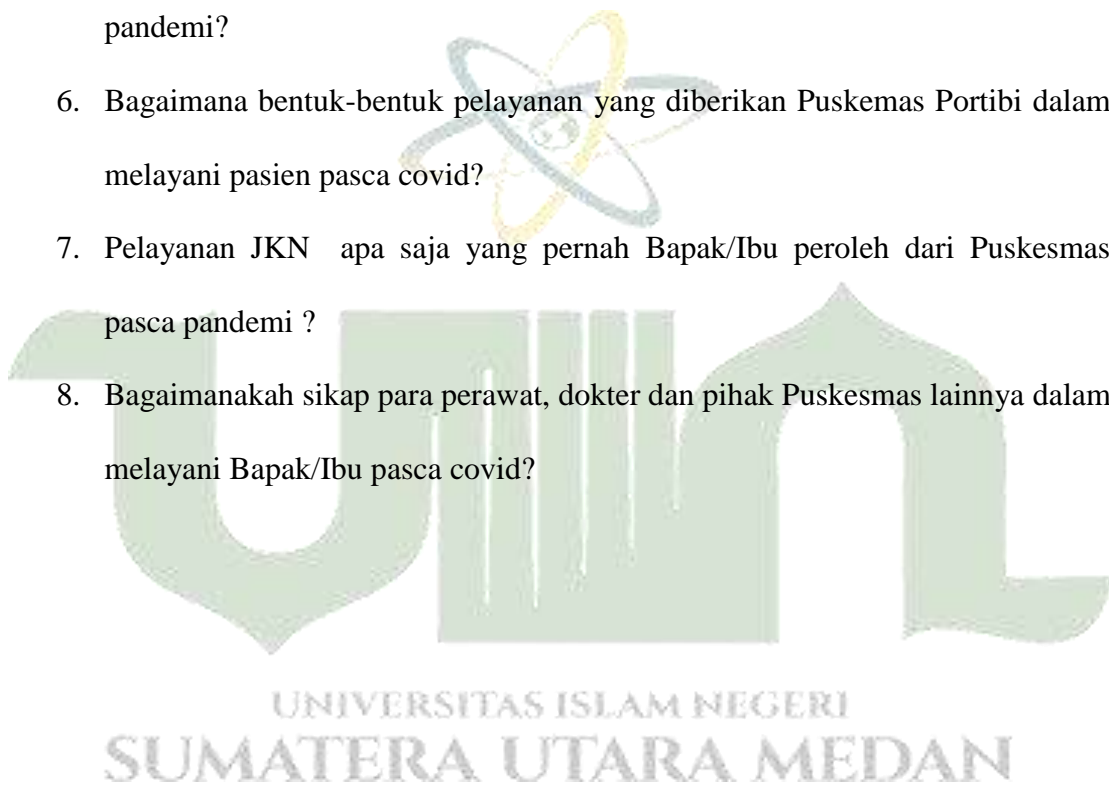 pandemi?
6. Bagaimana bentuk-bentuk pelayanan yang diberikan Puskemas Portibi dalam
melayani pasien pasca covid?
7. Pelayanan JKN apa saja yang pernah Bapak/Ibu peroleh dari Puskesmas
pasca pandemi ?
8. Bagaimanakah sikap para perawat, dokter dan pihak Puskesmas lainnya dalam
melayani Bapak/Ibu pasca covid?
UNIVERSITAS ISLAM NEGERI
SUMATERA UTARA MEDAN